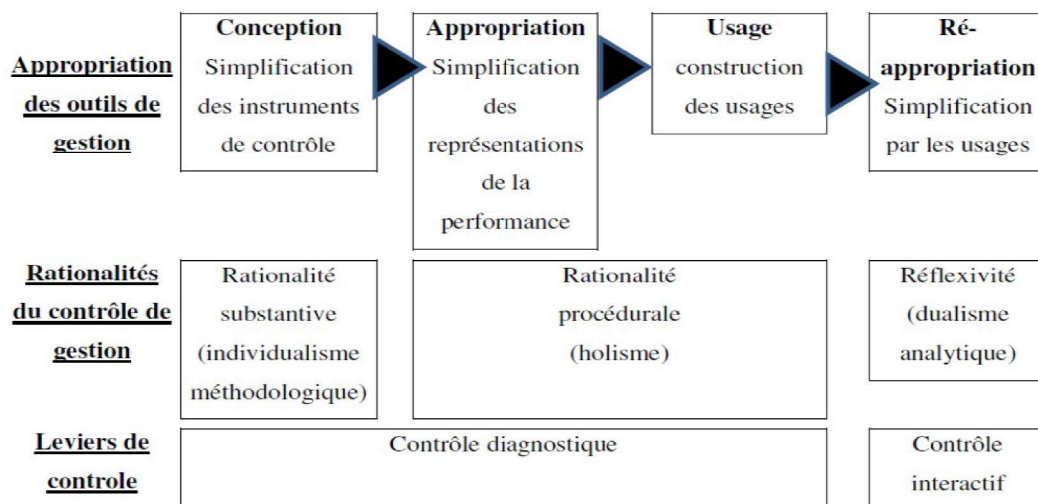 Appropriation
des outils de
gestion
Conception
Simplification
des instruments
de contrôle
Appropriation
Simplification
des
représentations
de la
performance
Usage
construction
des usages
Ré-
appropriation
Simplification
par les usages
Rationalités
du contrôle de
gestion
Rationalité
substantive
(individualisme
méthodologique)
Rationalité
procédurale
(holisme)
Réflexivité
(dualisme
analytique)
Leviers de
controle
Contrôle diagnostique
Contrôle
interactif